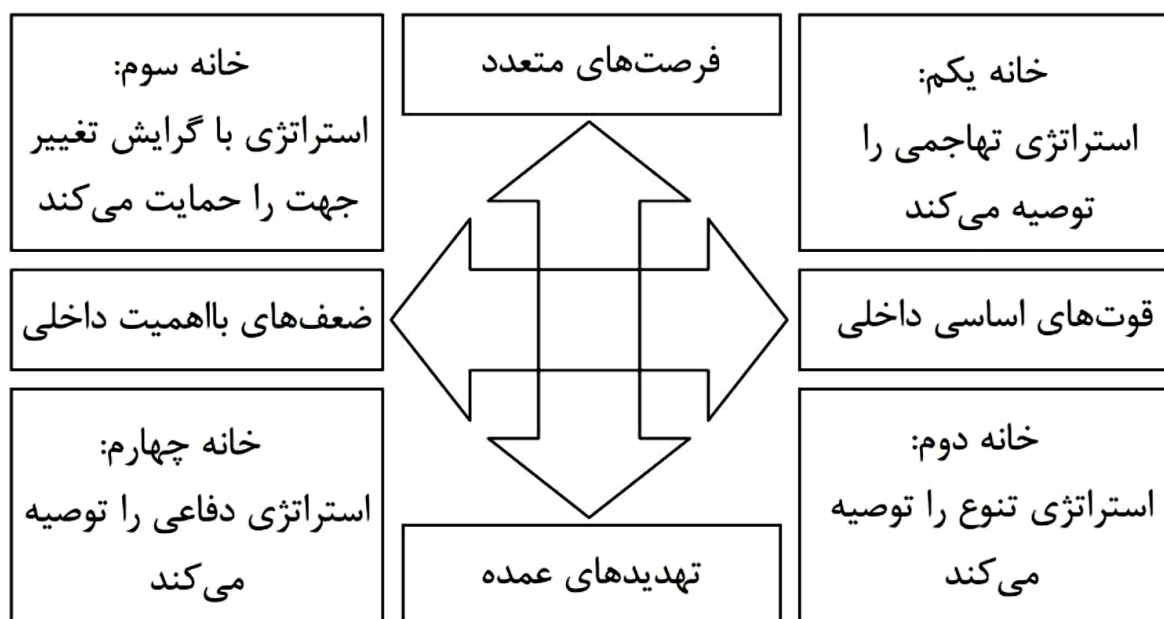 خانه یکم:
استراتژی تهاجمی را
توصیه می‌کند
فرصت‌های متعدد
خانه سوم:
استراتژی با گرایش تغییر
جهت را حمایت می‌کند
قوت‌های اساسی داخلی
ضعف‌های بااهمیت داخلی
خانه دوم:
استراتژی تنوع را توصیه
می‌کند
تهدیدهای عمده
خانه چهارم:
استراتژی دفاعی را توصیه
می‌کند